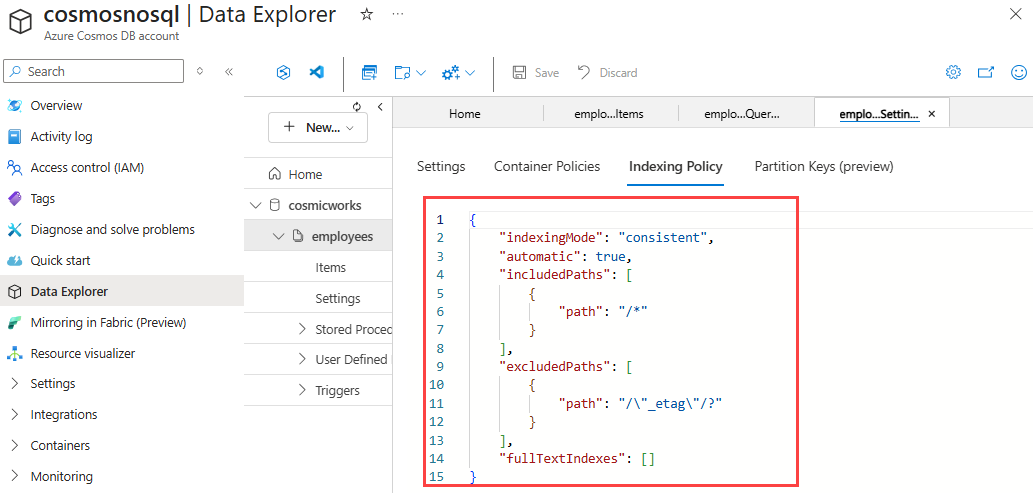 cosmosnosql | Data Explorer
Azure Cosmos DB account
Search
Overview
Activity log
Access control (IAM)
Tags
Diagnose and solve problems
Quick start
Data Explorer
Mirroring in Fabric (Preview)
Resource visualizer
Settings
Integrations
Containers
Monitoring
Save
Discard
New...
Home
cosmicworks
employees
Items
Settings
Stored Proced
User Defined
Triggers
Home
emplo...Items
emplo...Quer...
emplo...Settin...
Settings
Container Policies
Indexing Policy
Partition Keys (preview)
1 {
2 "indexingMode": "consistent",
3 "automatic": true,
4 "includedPaths": [
5 {
6 "path": "/*"
7 }
8 ],
9 "excludedPaths": [
10 {
11 "path": "/\"_etag\"/?"
12 }
13 ],
14 "fullTextIndexes": []
15 }